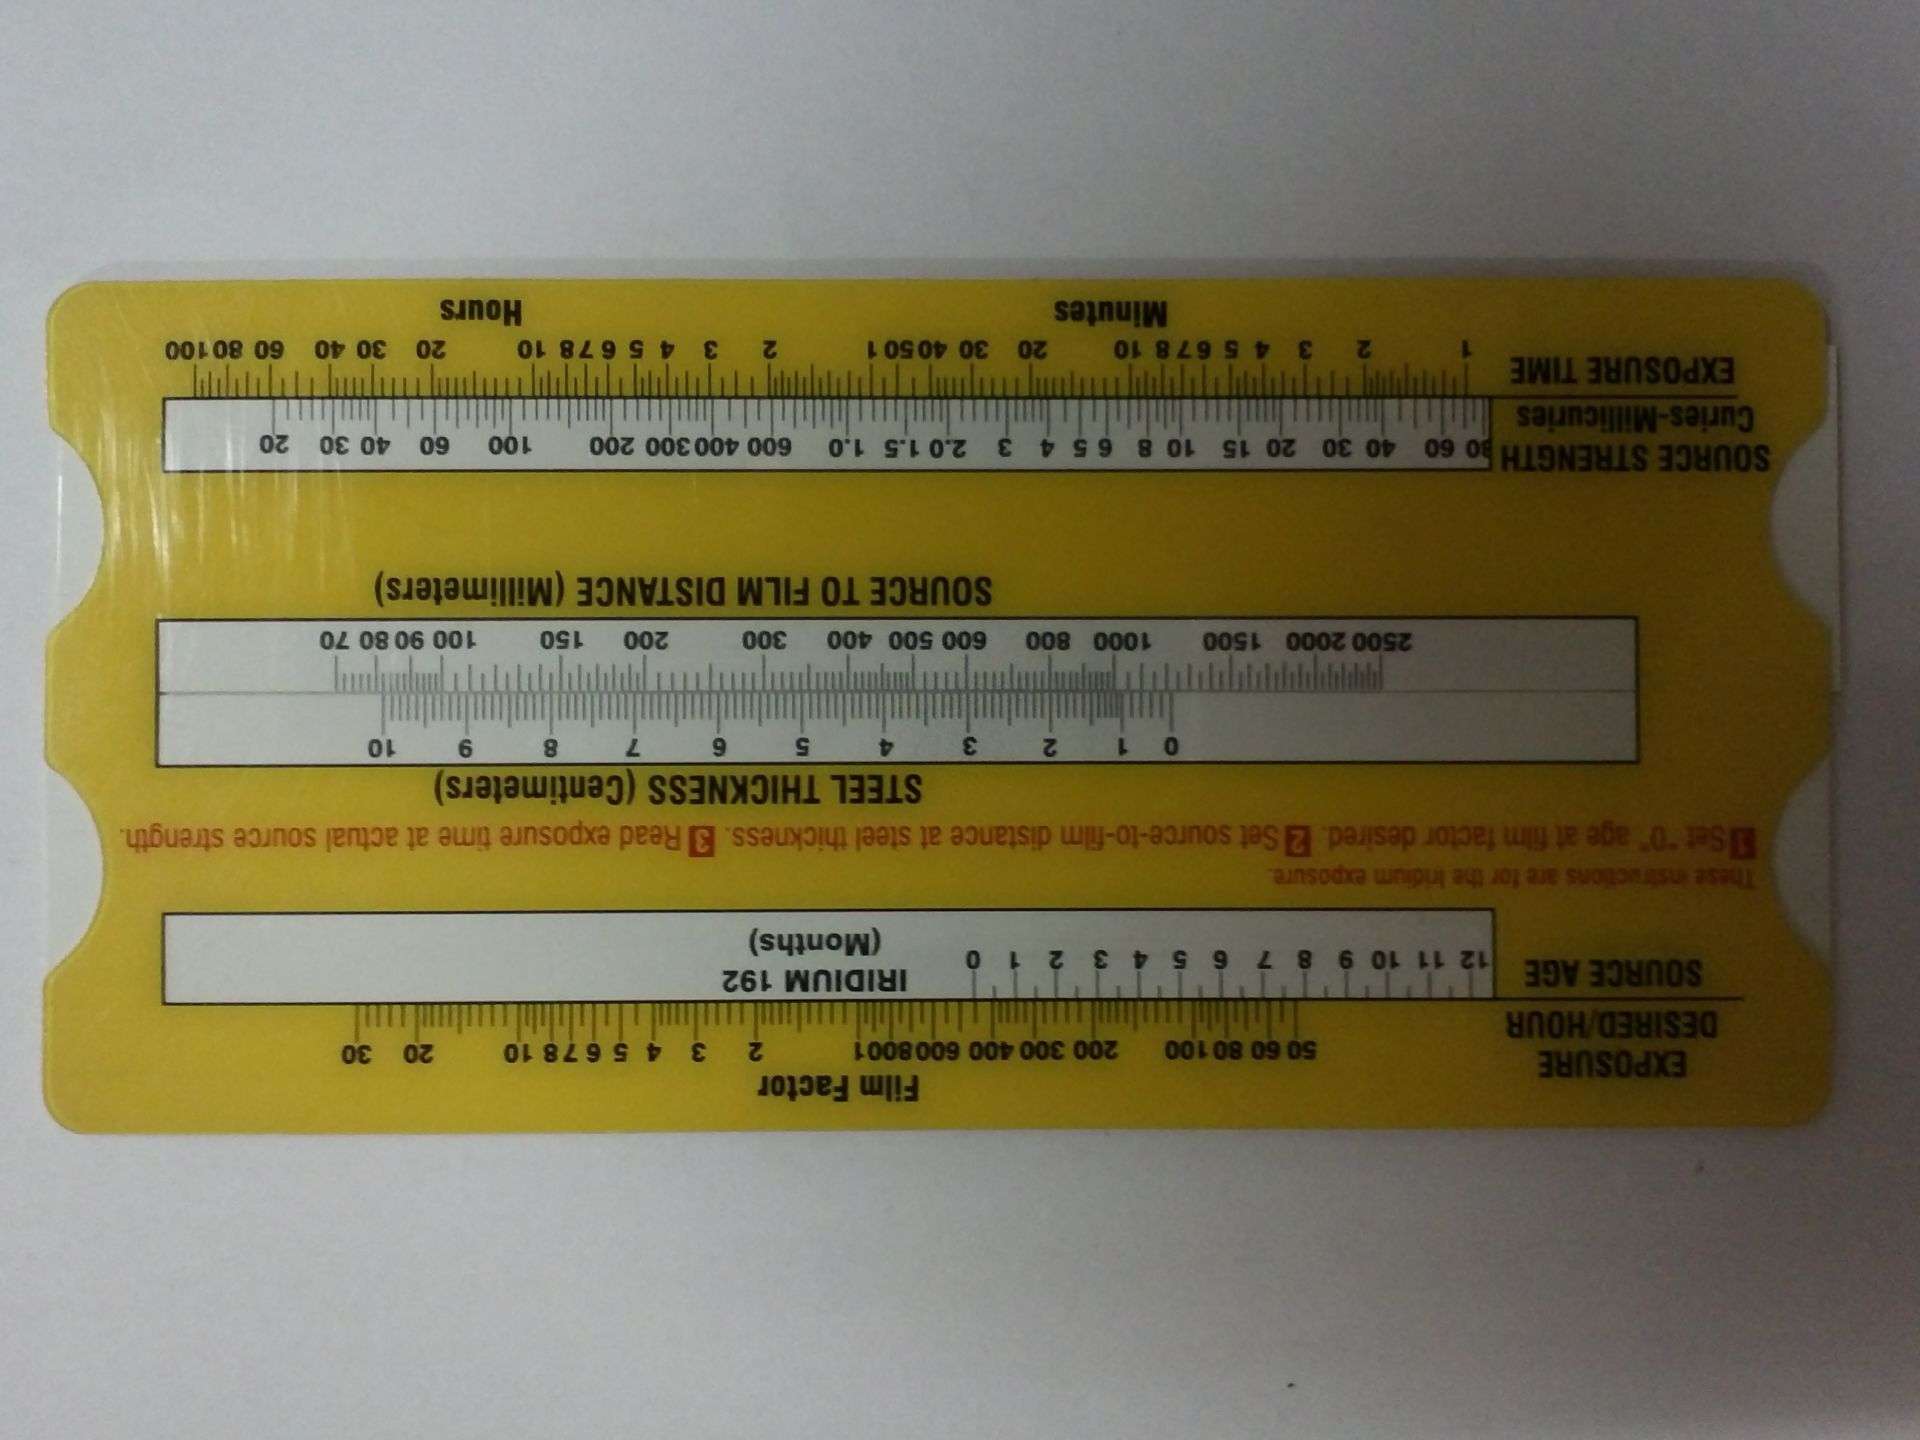 Film Factor
EXPOSURE
DESIRED/HOUR
50 60 80 100 200 300 400 600 800 1 2 3 4 5 6 7 8 10 20 30
SOURCE AGE
12 11 10 9 8 7 6 5 4 3 2 1 0
IRIDIUM 192
(Months)
These instructions are for the Iridium exposure.
1 Set "0" age at film factor desired. 2 Set source-to-film distance at steel thickness. 3 Read exposure time at actual source strength.
STEEL THICKNESS (Centimeters)
0 1 2 3 4 5 6 7 8 9 10
2500 2000 1500 1000 800 600 500 400 300 200 150 100 90 80 70
SOURCE TO FILM DISTANCE (Millimeters)
SOURCE STRENGTH
Curies-Millicuries
80 60 40 30 20 15 10 8 6 5 4 3 2.0 1.5 1.0 600 400 300 200 100 60 40 30 20
EXPOSURE TIME
1 2 3 4 5 6 7 8 10 20 30 40 50 1 2 3 4 5 6 7 8 10 20 30 40 60 80 100
Minutes Hours